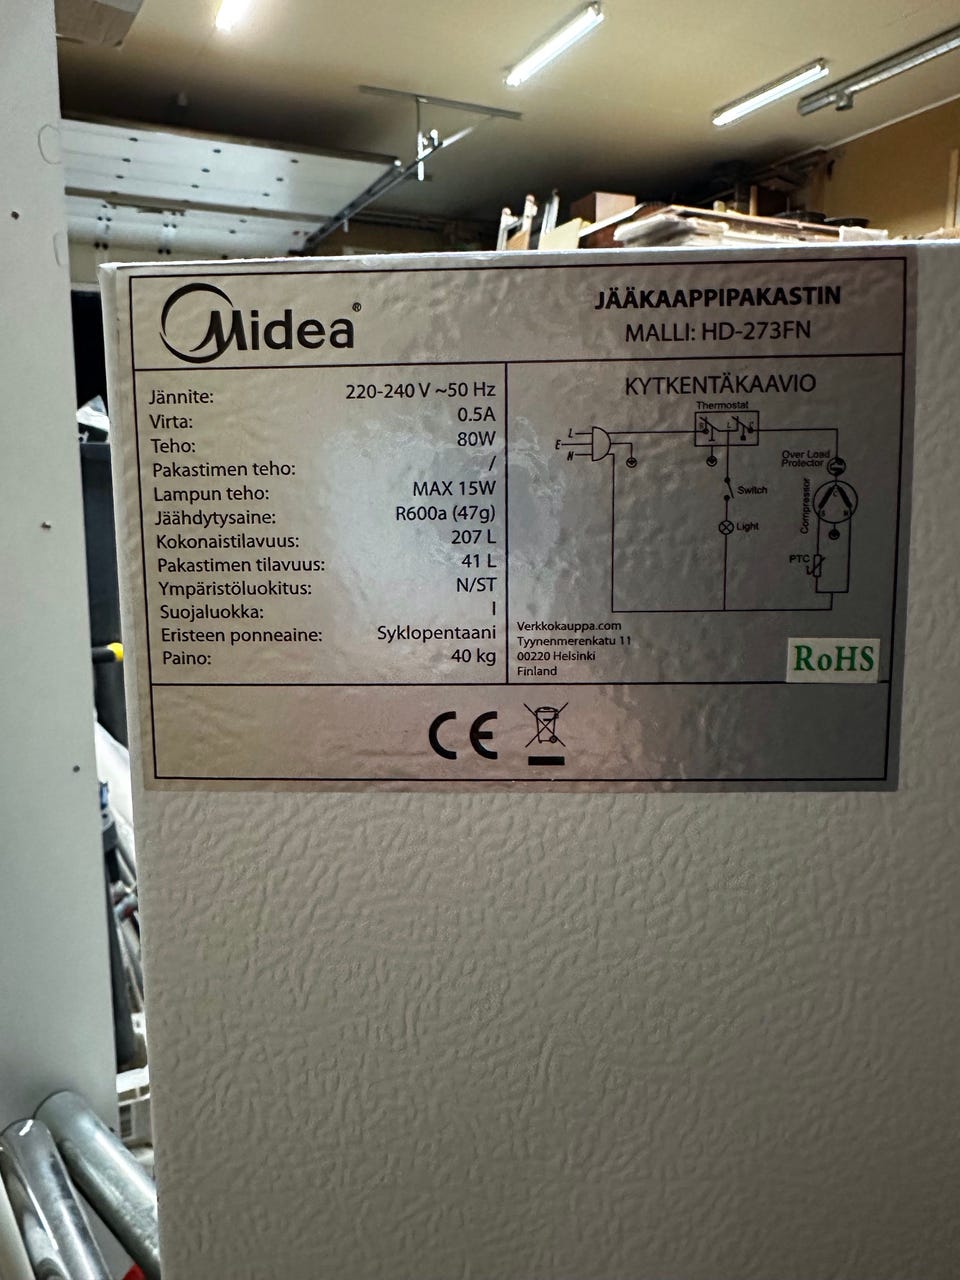 Midea®
JÄÄKAAPPIPAKASTIN
MALLI: HD-273FN
Jännite: 220-240 V ~50 Hz
Virta: 0.5A
Teho: 80W
Pakastimen teho: /
Lampun teho: MAX 15W
Jäähdytysaine: R600a (47g)
Kokonaistilavuus: 207 L
Pakastimen tilavuus: 41 L
Ympäristöluokitus: N/ST
Suojaluokka: I
Eristeen ponneaine: Syklopentaani
Paino: 40 kg
KYTKENTÄKAAVIO
Thermostat
L
E
N
Over Load
Protector
Switch
Compressor
Light
PTC
Verkkokauppa.com
Tyynenmerenkatu 11
00220 Helsinki
Finland
RoHS
CE